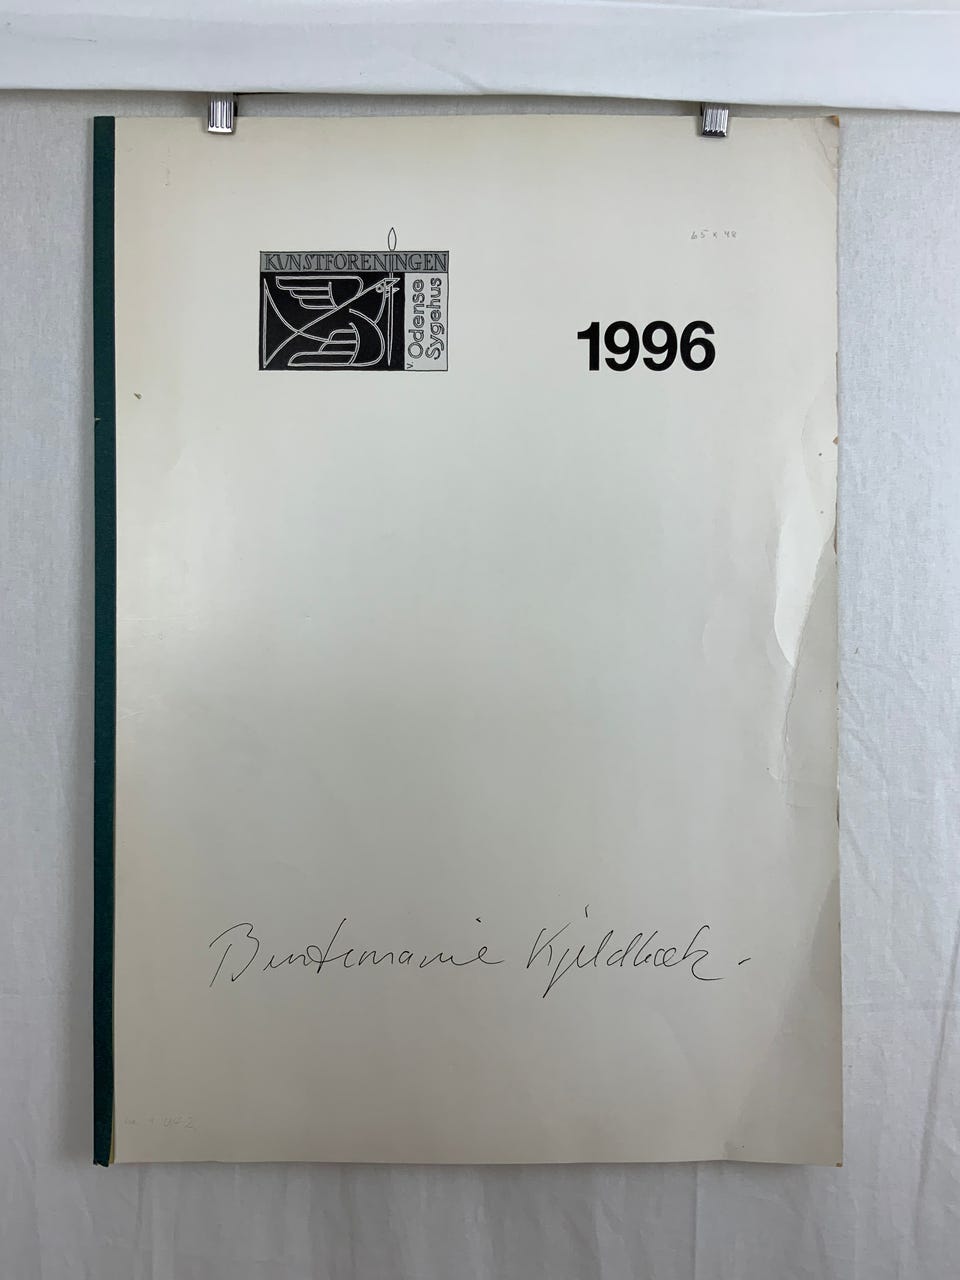 65 x 48
KUNSTFORENINGEN
v. Odense
Sygehus
1996
Bentemarie Kjeldbæk.